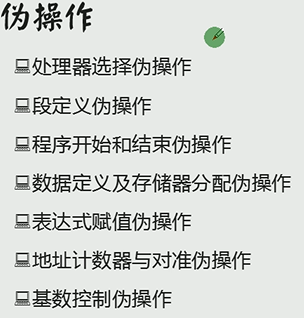 伪操作
处理器选择伪操作
段定义伪操作
程序开始和结束伪操作
数据定义及存储器分配伪操作
表达式赋值伪操作
地址计数器与对准伪操作
基数控制伪操作